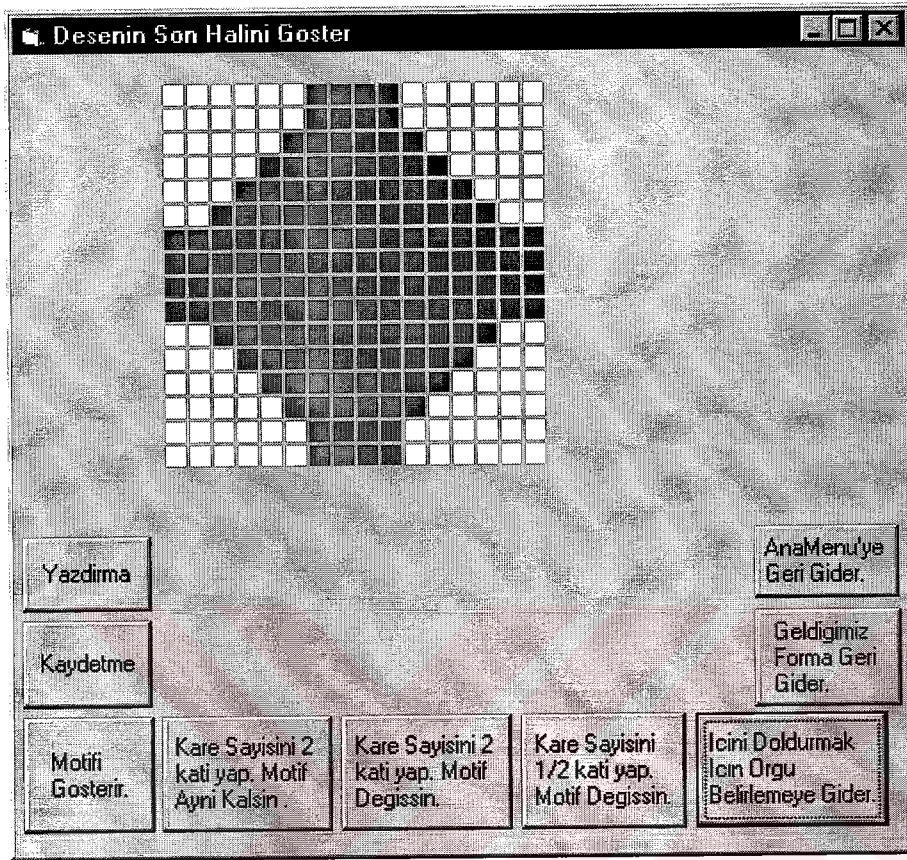 Desenin Son Halini Goster
Yazdirma
AnaMenu'ye
Geri Gider.
Kaydetme
Geldigimiz
Forma Geri
Gider.
Motifi
Gosterir.
Kare Sayisini 2
kati yap. Motif
Ayni Kalsin .
Kare Sayisini 2
kati yap. Motif
Degissin.
Kare Sayisini
1/2 kati yap.
Motif Degissin.
Icini Doldurmak
Icin Orgu
Belirlemeye Gider.